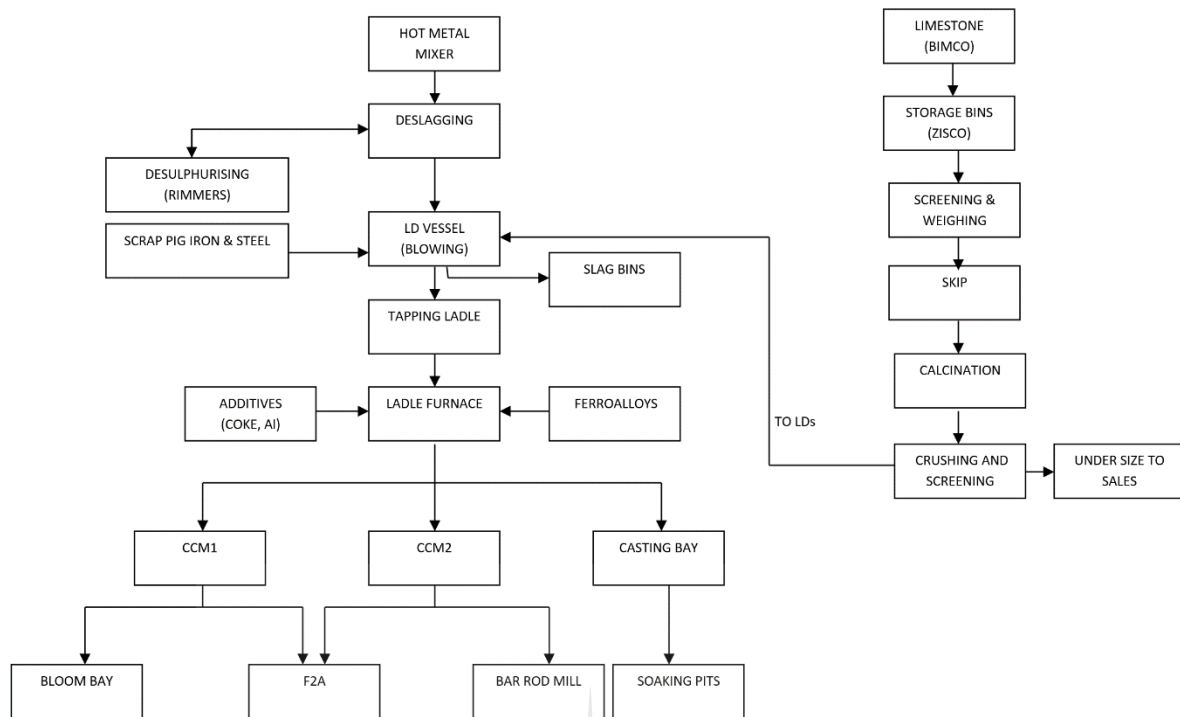 HOT METAL
MIXER
LIMESTONE
(BIMCO)
DESLAGGING
STORAGE BINS
(ZISCO)
DESULPHURISING
(RIMMERS)
SCREENING &
WEIGHING
SCRAP PIG IRON & STEEL
LD VESSEL
(BLOWING)
SLAG BINS
SKIP
TAPPING LADLE
CALCINATION
ADDITIVES
(COKE, AI)
LADLE FURNACE
FERROALLOYS
TO LDs
CRUSHING AND
SCREENING
UNDER SIZE TO
SALES
CCM1
CCM2
CASTING BAY
BLOOM BAY
F2A
BAR ROD MILL
SOAKING PITS